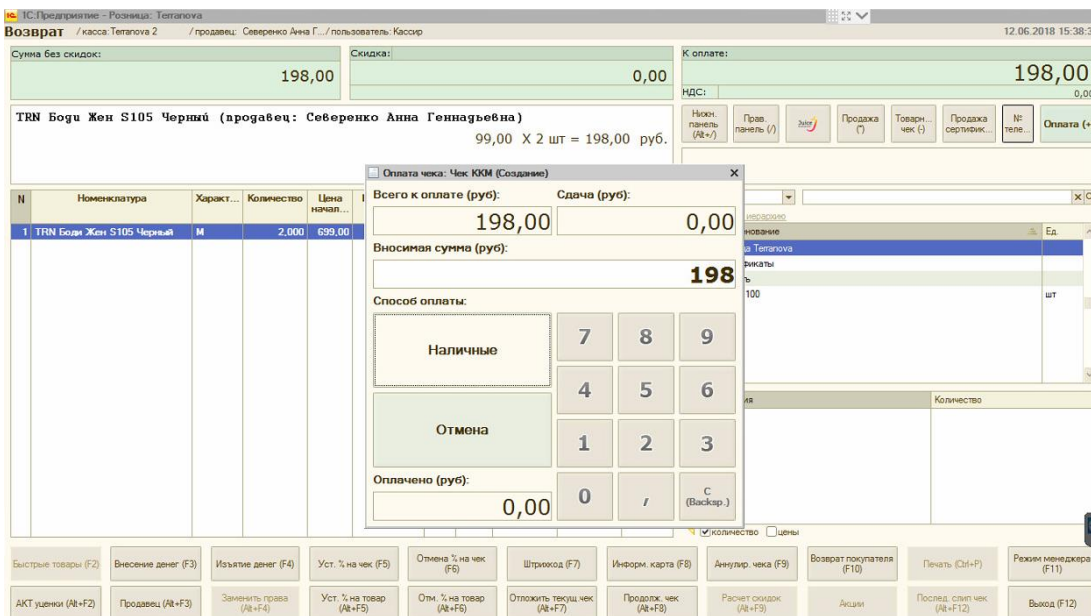 1С:Предприятие - Розница: Terranova
Возврат / касса: Terranova 2 / продавец: Северенко Анна Г... / пользователь: Кассир 12.06.2018 15:38:3
Сумма без скидок: Скидка: К оплате:
198,00 0,00 198,00
НДС: 0,00
TRN Боди Жен S105 Черный (продавец: Северенко Анна Геннадьевна)
99,00 X 2 шт = 198,00 руб.
Нижн. панель (Alt+/) Прав. панель (/) Продажа (*) Товарн... чек (-) Продажа сертифик... № теле... Оплата (+
Оплата чека: Чек ККМ (Создание)
Всего к оплате (руб): Сдача (руб):
198,00 0,00
Вносимая сумма (руб):
198
Способ оплаты:
Наличные 7 8 9
4 5 6
Отмена
1 2 3
Оплачено (руб):
0,00 0 , С (Backsp.)
N Номенклатура Характ... Количество Цена начал...
1 TRN Боди Жен S105 Черный M 2,000 699,00
иерархию
нование Ед.
а Terranova
фикаты
ь
100 шт
ия Количество
количество цены
Быстрые товары (F2) Внесение денег (F3) Изъятие денег (F4) Уст. % на чек (F5) Отмена % на чек (F6) Штрихкод (F7) Информ. карта (F8) Аннулир. чека (F9) Возврат покупателя (F10) Печать (Ctrl+P) Режим менеджера (F11)
АКТ уценки (Alt+F2) Продавец (Alt+F3) Заменить права (Alt+F4) Уст. % на товар (Alt+F5) Отм. % на товар (Alt+F6) Отложить текущ.чек (Alt+F7) Продолж. чек (Alt+F8) Расчет скидок (Alt+F9) Акции Послед. слип чек (Alt+F12) Выход (F12)